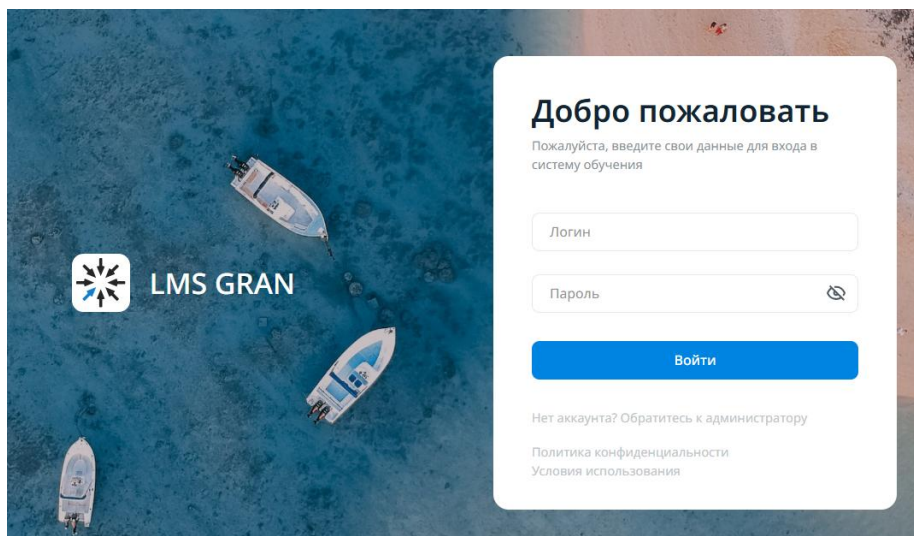 LMS GRAN
Добро пожаловать
Пожалуйста, введите свои данные для входа в
систему обучения
Логин
Пароль
Войти
Нет аккаунта? Обратитесь к администратору
Политика конфиденциальности
Условия использования